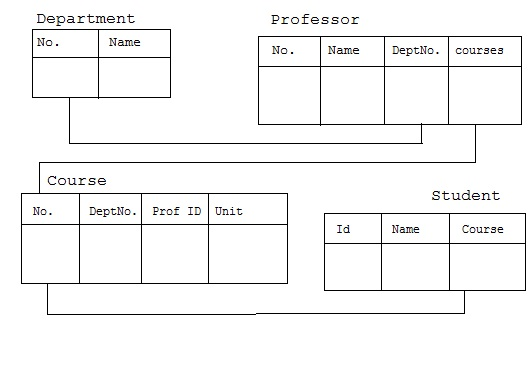 Department
No. Name
Professor
No. Name DeptNo. courses
Course
No. DeptNo. Prof ID Unit
Student
Id Name Course